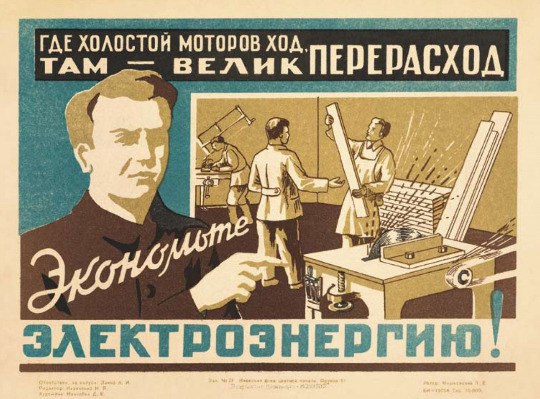 ГДЕ ХОЛОСТОЙ МОТОРОВ ХОД,
ТАМ — ВЕЛИК ПЕРЕРАСХОД
Экономьте
ЭЛЕКТРОЭНЕРГИЮ!